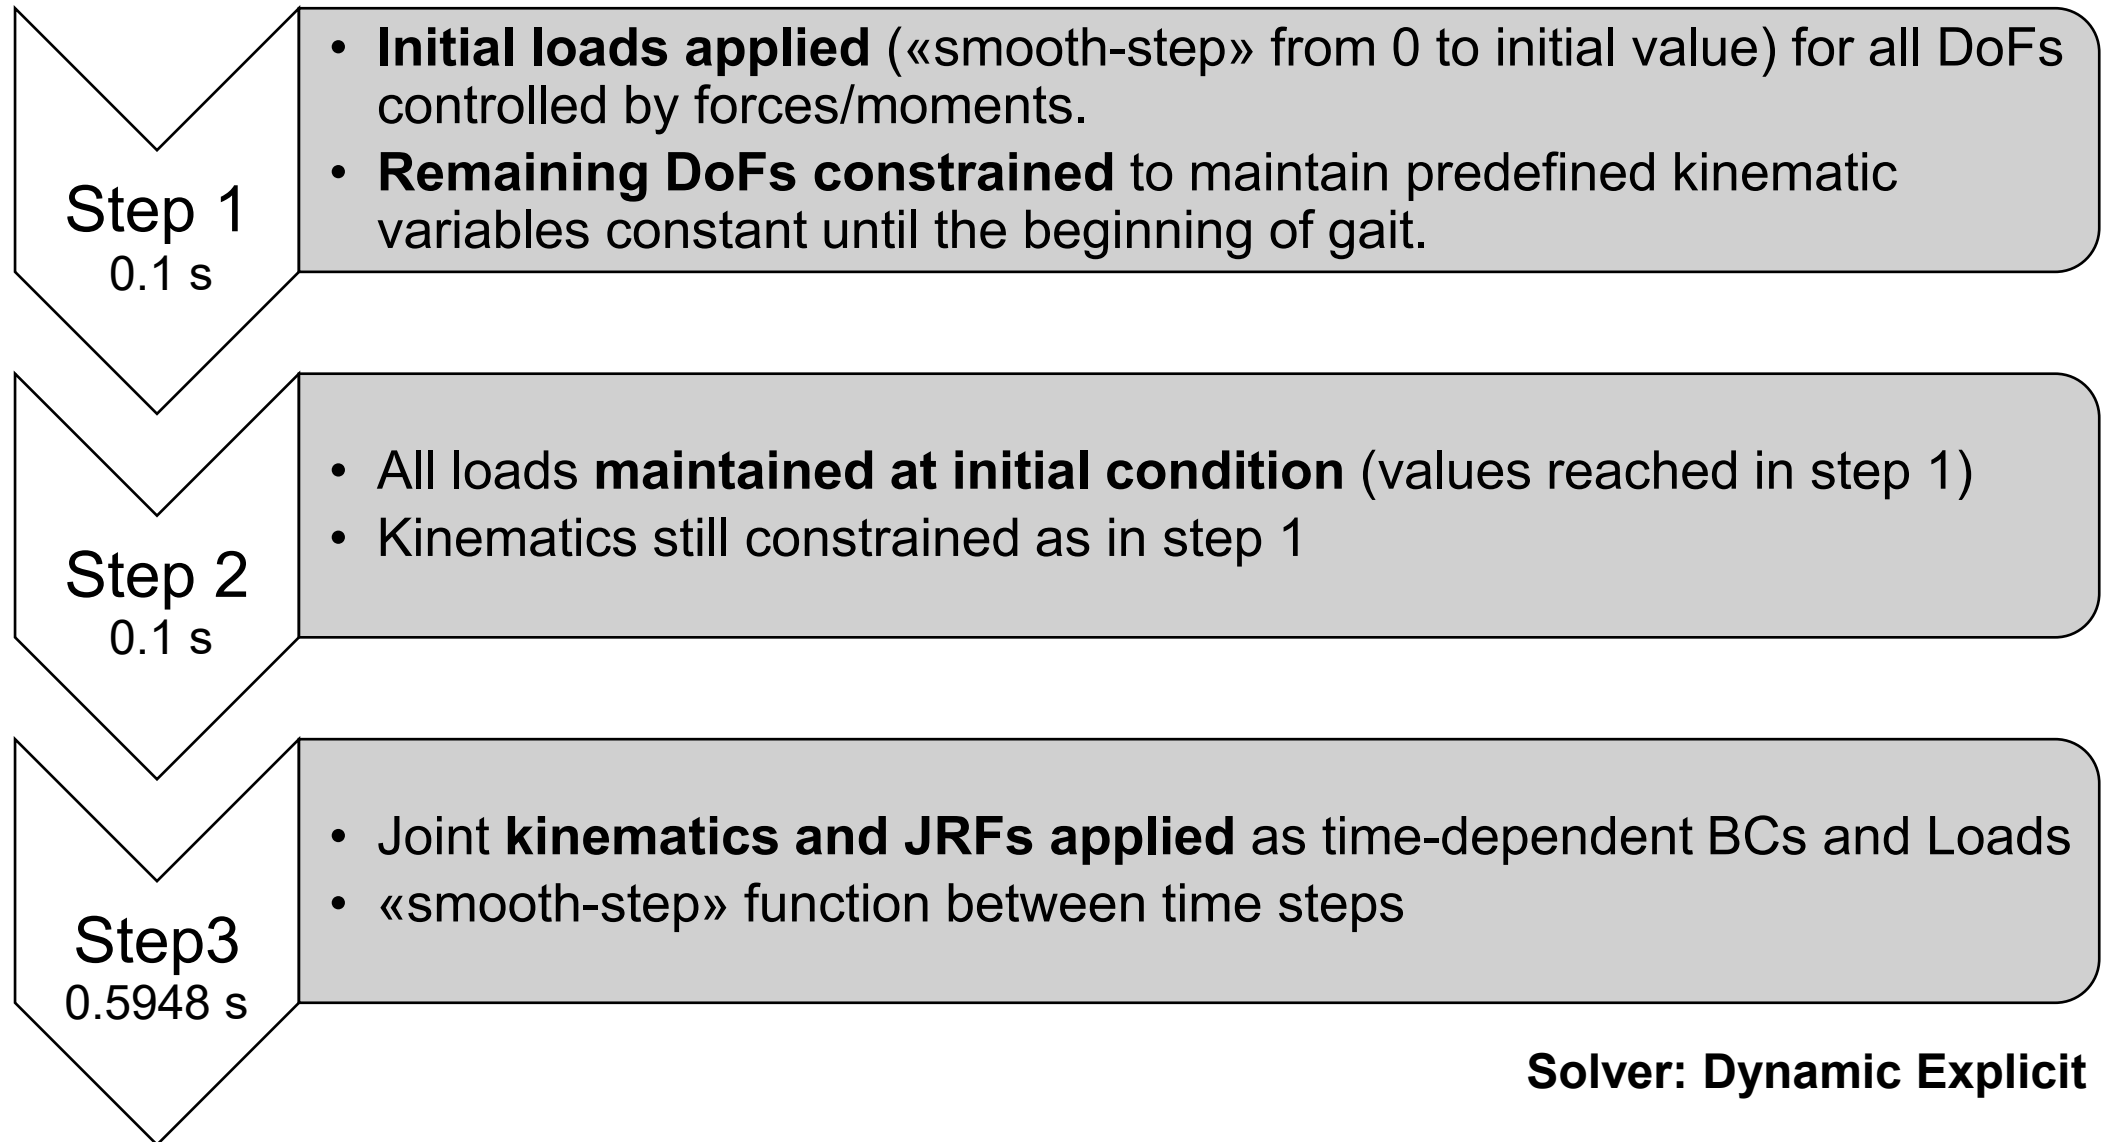 Step 1
0.1 s
• Initial loads applied («smooth-step» from 0 to initial value) for all DoFs
controlled by forces/moments.
• Remaining DoFs constrained to maintain predefined kinematic
variables constant until the beginning of gait.
Step 2
0.1 s
• All loads maintained at initial condition (values reached in step 1)
• Kinematics still constrained as in step 1
Step3
0.5948 s
• Joint kinematics and JRFs applied as time-dependent BCs and Loads
• «smooth-step» function between time steps
Solver: Dynamic Explicit